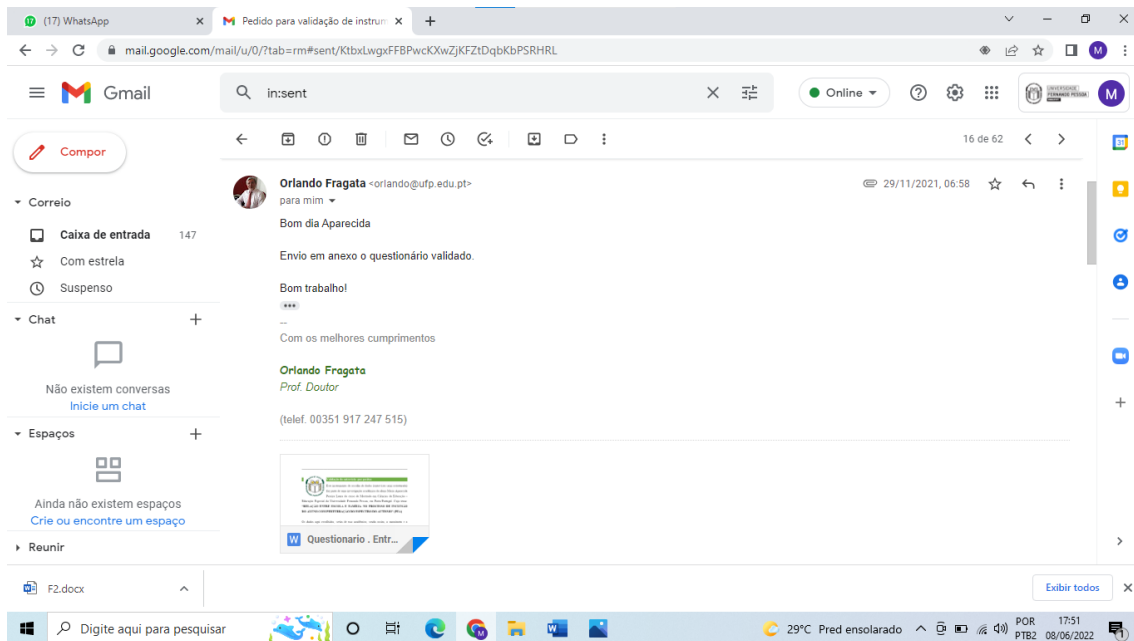 (17) WhatsApp
Pedido para validação de instrum
mail.google.com/mail/u/0/?tab=rm#sent/KtbxLwgxFFBPwcKXwZjKFZtDqbKbPSRHRL
M
Gmail
in:sent
Online
UNIVERSIDADE
FERNANDO PESSOA
M
Compor
16 de 62
31
Orlando Fragata <orlando@ufp.edu.pt>
29/11/2021, 06:58
para mim
Correio
Bom dia Aparecida
Caixa de entrada 147
Envio em anexo o questionário validado.
Com estrela
Suspenso
Bom trabalho!
--
Chat
Com os melhores cumprimentos
Orlando Fragata
Prof. Doutor
Não existem conversas
Inicie um chat
(telef. 00351 917 247 515)
Espaços
Ainda não existem espaços
Crie ou encontre um espaço
W Questionario . Entr...
Reunir
F2.docx
Exibir todos
Digite aqui para pesquisar
29°C Pred ensolarado
POR
PTB2
17:51
08/06/2022